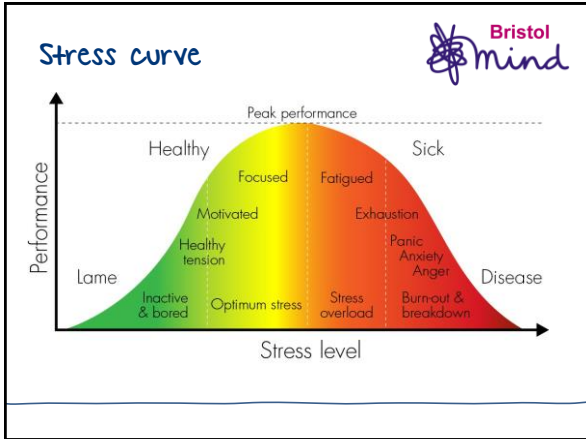 Stress curve
Bristol
mind
Peak performance
Healthy
Sick
Focused
Fatigued
Motivated
Exhaustion
Healthy
tension
Panic
Anxiety
Anger
Lame
Disease
Inactive
& bored
Optimum stress
Stress
overload
Burn-out &
breakdown
Performance
Stress level